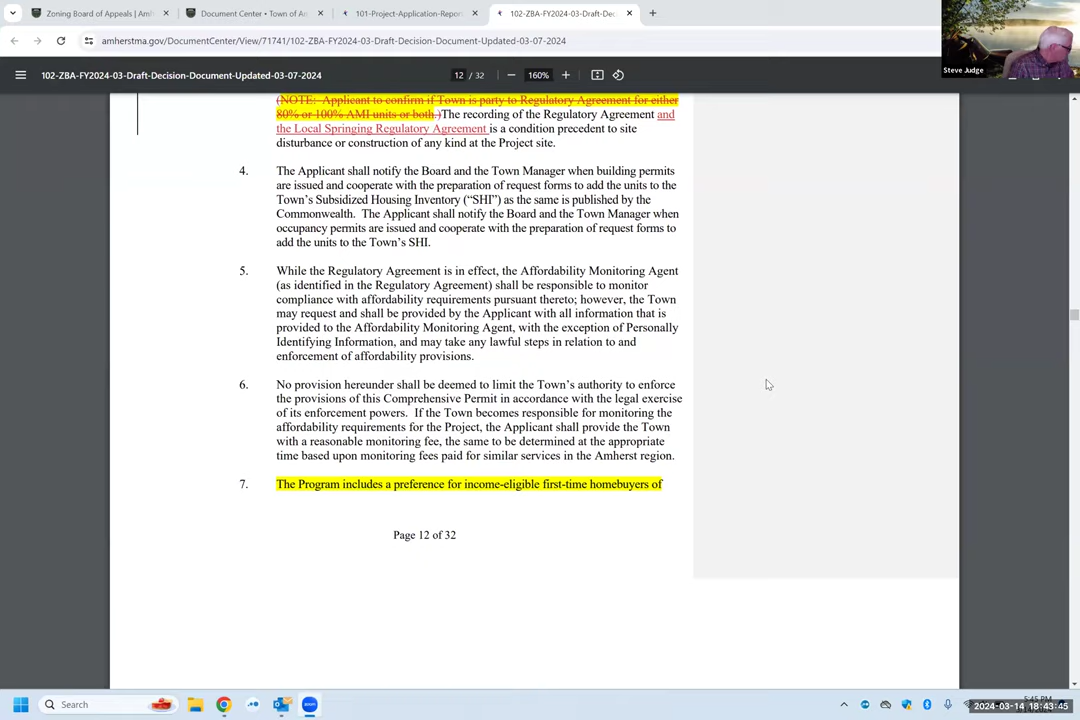 Zoning Board of Appeals | Amh
Document Center • Town of An
101-Project-Application-Repor
102-ZBA-FY2024-03-Draft-Dec
amherstma.gov/DocumentCenter/View/71741/102-ZBA-FY2024-03-Draft-Decision-Document-Updated-03-07-2024
Steve Judge
102-ZBA-FY2024-03-Draft-Decision-Document-Updated-03-07-2024
12 / 32
160%
(NOTE: Applicant to confirm if Town is party to Regulatory Agreement for either
80% or 100% AMI units or both.)The recording of the Regulatory Agreement and
the Local Springing Regulatory Agreement is a condition precedent to site
disturbance or construction of any kind at the Project site.
4. The Applicant shall notify the Board and the Town Manager when building permits
are issued and cooperate with the preparation of request forms to add the units to the
Town's Subsidized Housing Inventory ("SHI") as the same is published by the
Commonwealth. The Applicant shall notify the Board and the Town Manager when
occupancy permits are issued and cooperate with the preparation of request forms to
add the units to the Town's SHI.
5. While the Regulatory Agreement is in effect, the Affordability Monitoring Agent
(as identified in the Regulatory Agreement) shall be responsible to monitor
compliance with affordability requirements pursuant thereto; however, the Town
may request and shall be provided by the Applicant with all information that is
provided to the Affordability Monitoring Agent, with the exception of Personally
Identifying Information, and may take any lawful steps in relation to and
enforcement of affordability provisions.
6. No provision hereunder shall be deemed to limit the Town's authority to enforce
the provisions of this Comprehensive Permit in accordance with the legal exercise
of its enforcement powers. If the Town becomes responsible for monitoring the
affordability requirements for the Project, the Applicant shall provide the Town
with a reasonable monitoring fee, the same to be determined at the appropriate
time based upon monitoring fees paid for similar services in the Amherst region.
7. The Program includes a preference for income-eligible first-time homebuyers of
Page 12 of 32
Search
zoom
5:45 PM
2024-03-14 18:43:45